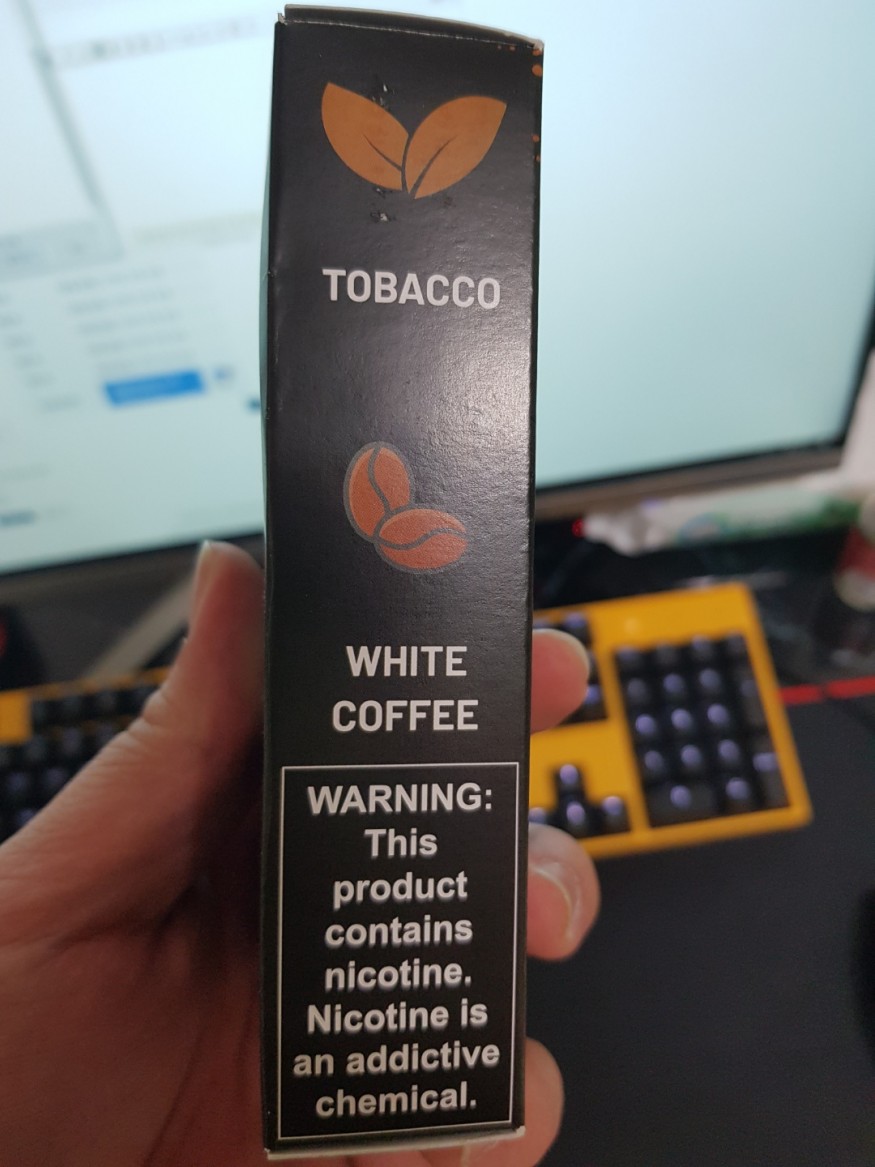 TOBACCO
WHITE
COFFEE
WARNING:
This
product
contains
nicotine.
Nicotine is
an addictive
chemical.